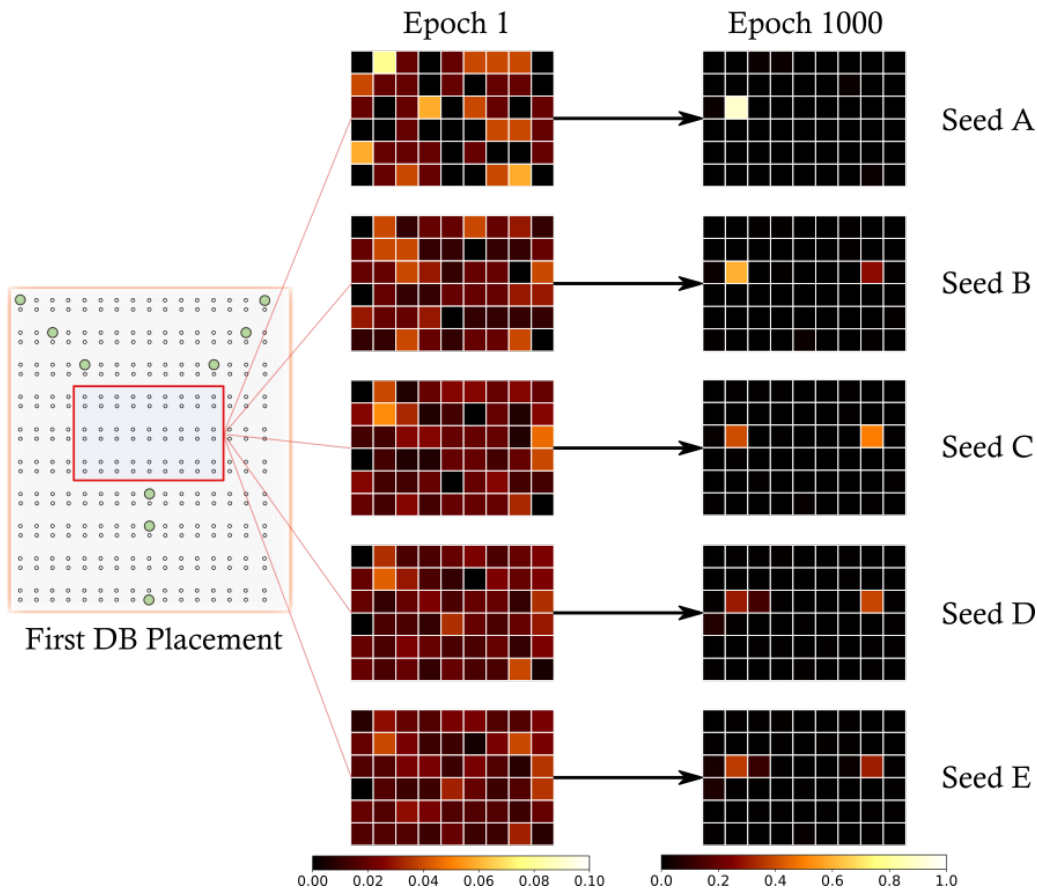 Epoch 1
Epoch 1000
Seed A
Seed B
Seed C
Seed D
Seed E
First DB Placement
0.00 0.02 0.04 0.06 0.08 0.10
0.0 0.2 0.4 0.6 0.8 1.0